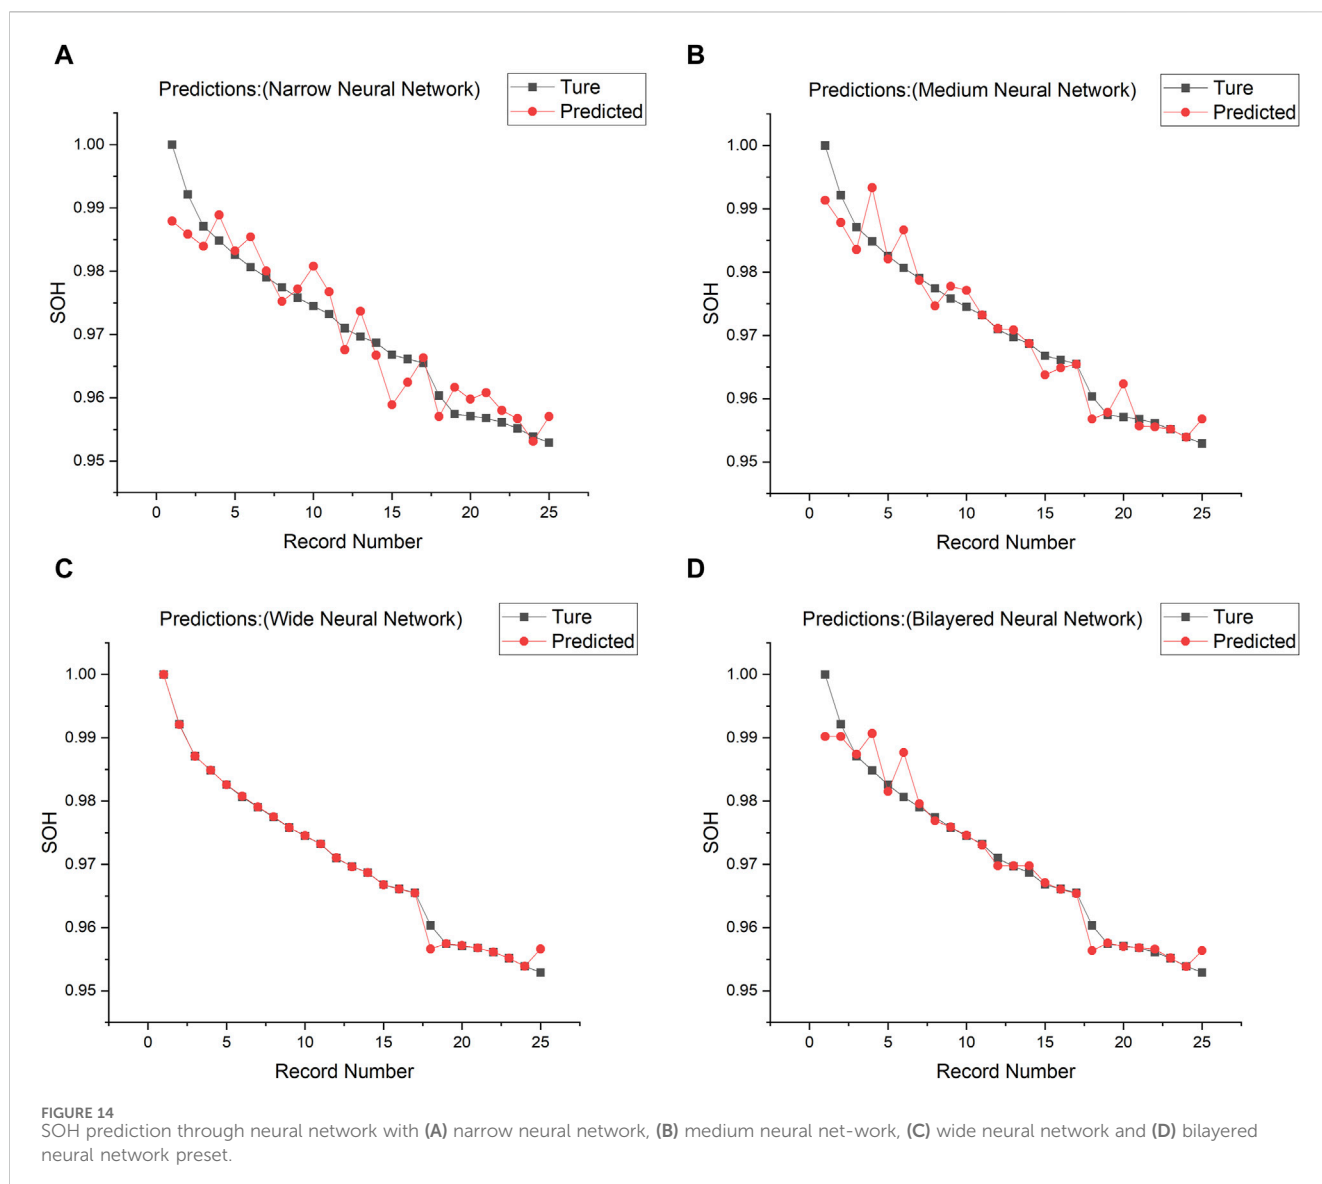 A
Predictions:(Narrow Neural Network)
Ture
Predicted
1.00
0.99
0.98
0.97
0.96
0.95
SOH
0 5 10 15 20 25
Record Number
B
Predictions:(Medium Neural Network)
Ture
Predicted
1.00
0.99
0.98
0.97
0.96
0.95
SOH
0 5 10 15 20 25
Record Number
C
Predictions:(Wide Neural Network)
Ture
Predicted
1.00
0.99
0.98
0.97
0.96
0.95
SOH
0 5 10 15 20 25
Record Number
D
Predictions:(Bilayered Neural Network)
Ture
Predicted
1.00
0.99
0.98
0.97
0.96
0.95
SOH
0 5 10 15 20 25
Record Number
FIGURE 14
SOH prediction through neural network with (A) narrow neural network, (B) medium neural net-work, (C) wide neural network and (D) bilayered
neural network preset.